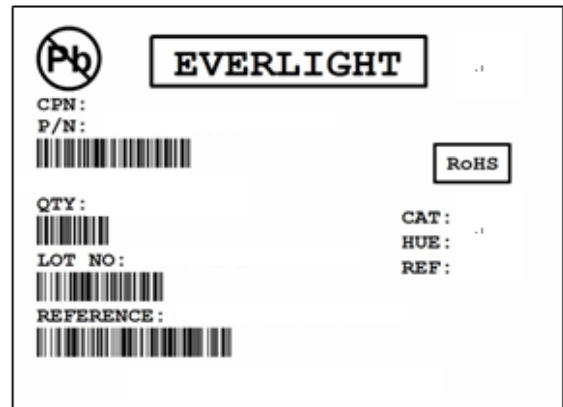 Pb
EVERLIGHT
CPN:
P/N:
RoHS
QTY:
CAT:
HUE:
LOT NO:
REF:
REFERENCE: